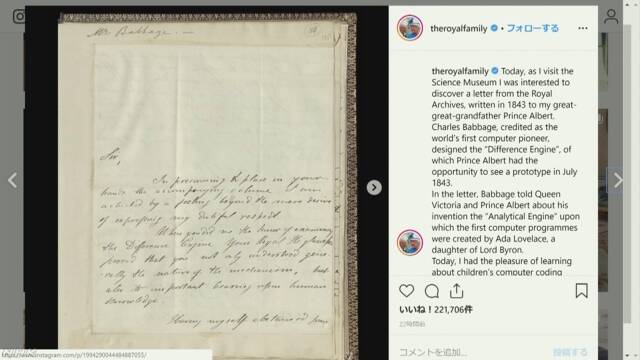 Mr Babbage. —
Sir,
In presuming to place in your
hands the accompanying volume I am
actuated by a feeling beyond the mere desire
of expressing my dutiful respect.
When you did me the honor of examining
the Difference Engine Your Royal Highness
proved that you not only understood gene-
rally the nature of the mechanism, but
also its important bearing upon human
knowledge.
Having myself abstained from
theroyalfamily • フォローする
theroyalfamily Today, as I visit the
Science Museum I was interested to
discover a letter from the Royal
Archives, written in 1843 to my great-
great-grandfather Prince Albert.
Charles Babbage, credited as the
world's first computer pioneer,
designed the "Difference Engine", of
which Prince Albert had the
opportunity to see a prototype in July
1843.
In the letter, Babbage told Queen
Victoria and Prince Albert about his
invention the "Analytical Engine" upon
which the first computer programmes
were created by Ada Lovelace, a
daughter of Lord Byron.
Today, I had the pleasure of learning
about children's computer coding
いいね！221,706件
22時間前
コメントを追加...
投稿する
https://www.instagram.com/p/1994290044484887055/